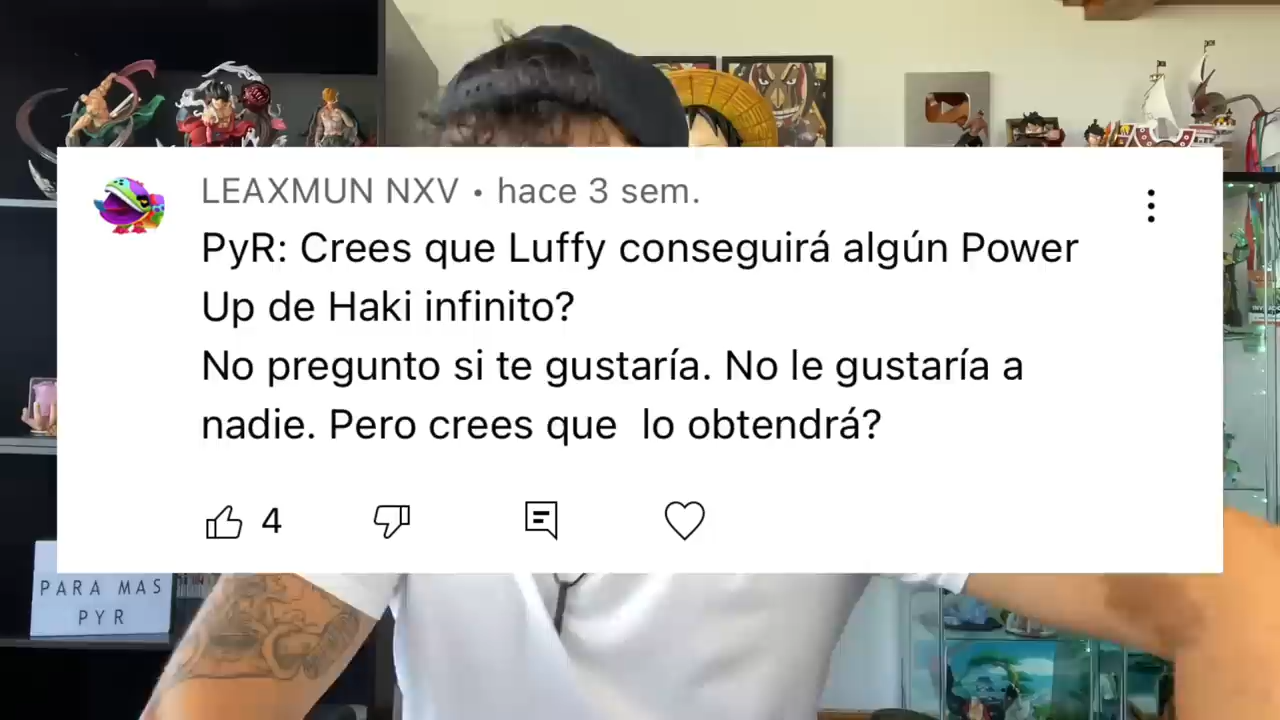 LEAXMUN NXV • hace 3 sem.
PyR: Crees que Luffy conseguirá algún Power
Up de Haki infinito?
No pregunto si te gustaría. No le gustaría a
nadie. Pero crees que  lo obtendrá?
4
PARA MAS
PYR